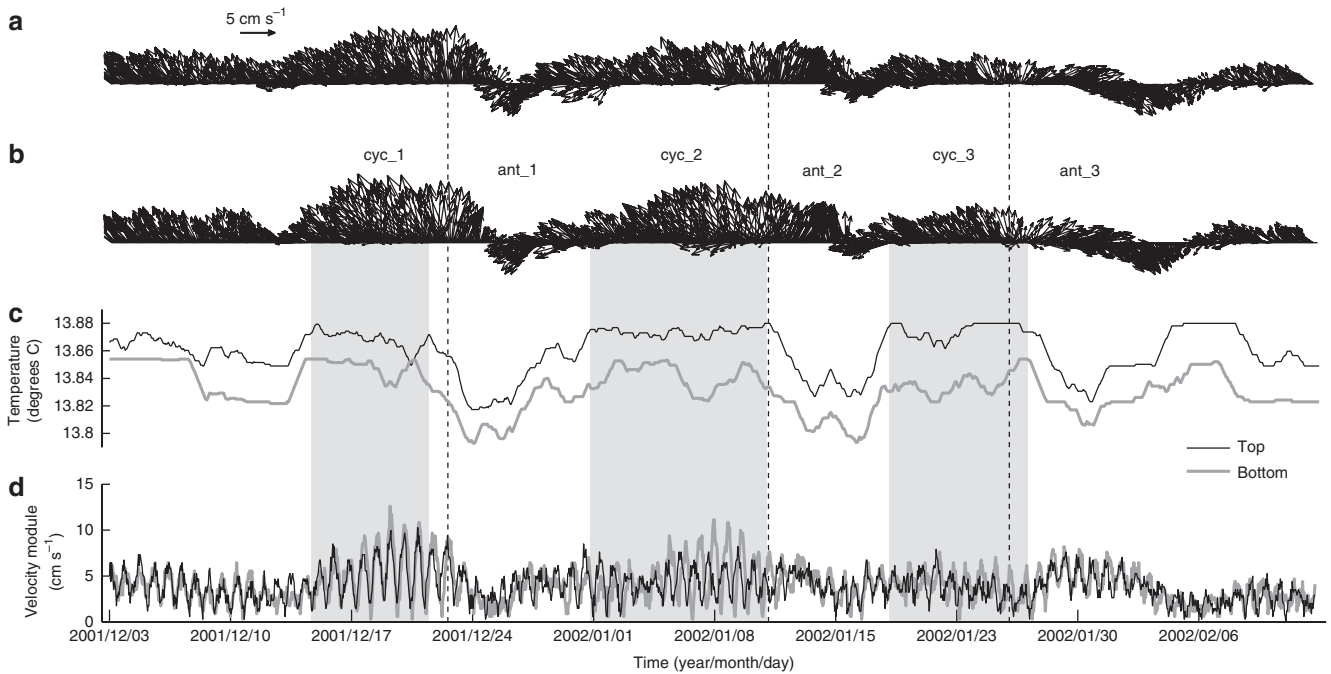 a
5 cm s⁻¹
b
cyc_1
cyc_2
cyc_3
ant_1
ant_2
ant_3
c
Temperature
(degrees C)
13.88
13.86
13.84
13.82
13.8
Top
Bottom
d
Velocity module
(cm s⁻¹)
15
10
5
0
2001/12/03 2001/12/10 2001/12/17 2001/12/24 2002/01/01 2002/01/08 2002/01/15 2002/01/23 2002/01/30 2002/02/06
Time (year/month/day)